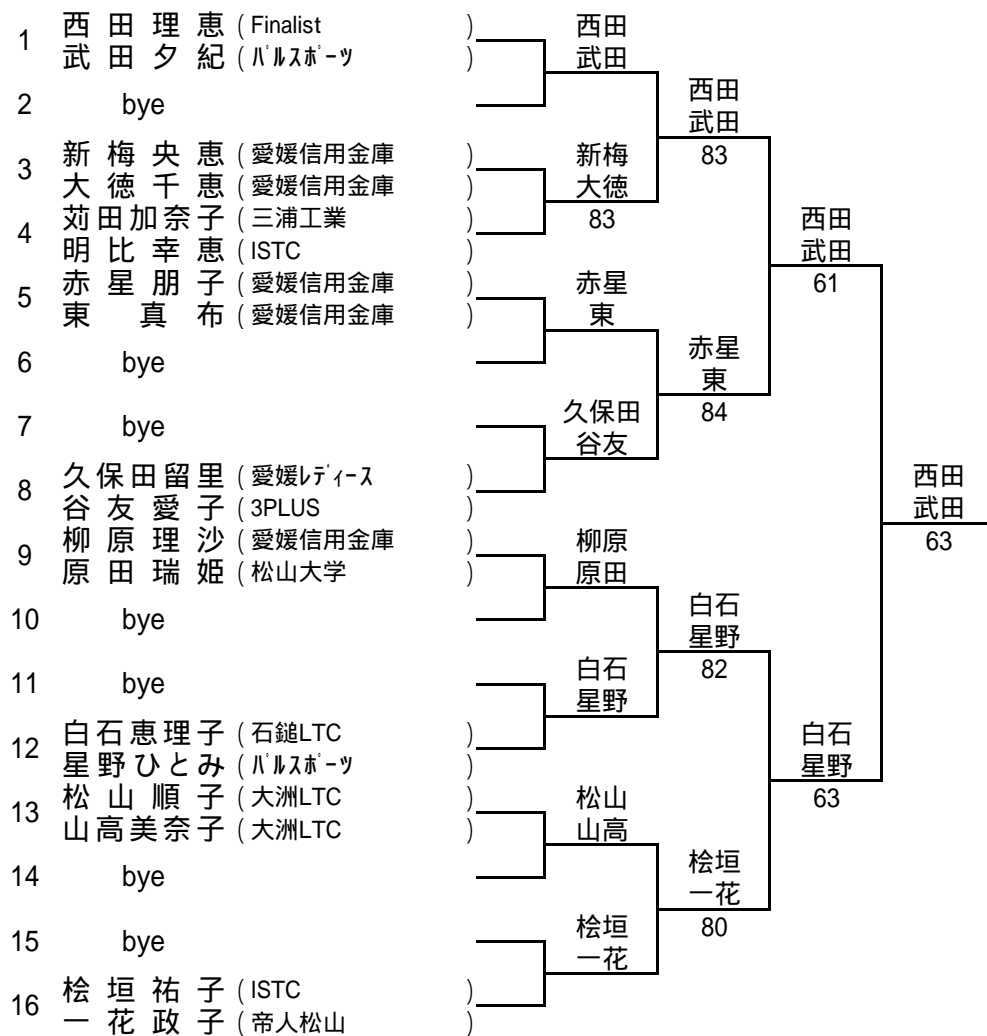 1 西田理恵 ( Finalist )
武田夕紀 ( ﾊﾟﾙｽﾎﾟｰﾂ )
2 bye
3 新梅央恵 ( 愛媛信用金庫 )
大徳千恵 ( 愛媛信用金庫 )
4 苅田加奈子 ( 三浦工業 )
明比幸恵 ( ISTC )
5 赤星朋子 ( 愛媛信用金庫 )
東真布 ( 愛媛信用金庫 )
6 bye
7 bye
8 久保田留里 ( 愛媛ﾚﾃﾞｨｰｽ )
谷友愛子 ( 3PLUS )
9 柳原理沙 ( 愛媛信用金庫 )
原田瑞姫 ( 松山大学 )
10 bye
11 bye
12 白石恵理子 ( 石鎚LTC )
星野ひとみ ( ﾊﾟﾙｽﾎﾟｰﾂ )
13 松山順子 ( 大洲LTC )
山高美奈子 ( 大洲LTC )
14 bye
15 bye
16 桧垣祐子 ( ISTC )
一花政子 ( 帝人松山 )
西田
武田
新梅
大徳
83
赤星
東
久保田
谷友
柳原
原田
白石
星野
松山
山高
桧垣
一花
西田
武田
83
赤星
東
84
白石
星野
82
桧垣
一花
80
西田
武田
61
白石
星野
63
西田
武田
63